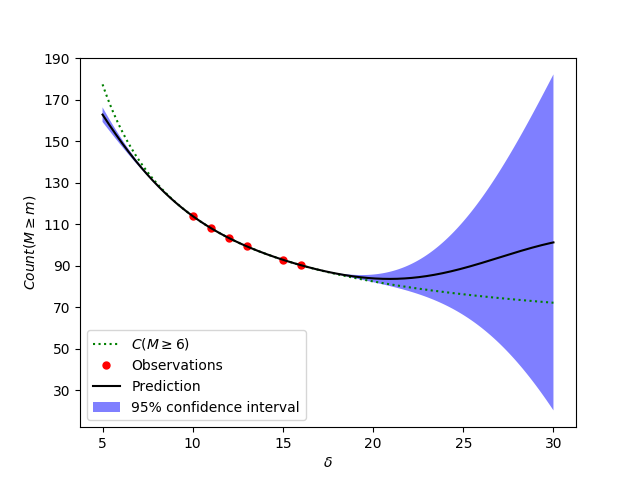 190
170
150
130
110
90
70
50
30
Count(M ≥ m)
C(M ≥ 6)
Observations
Prediction
95% confidence interval
5 10 15 20 25 30
δ